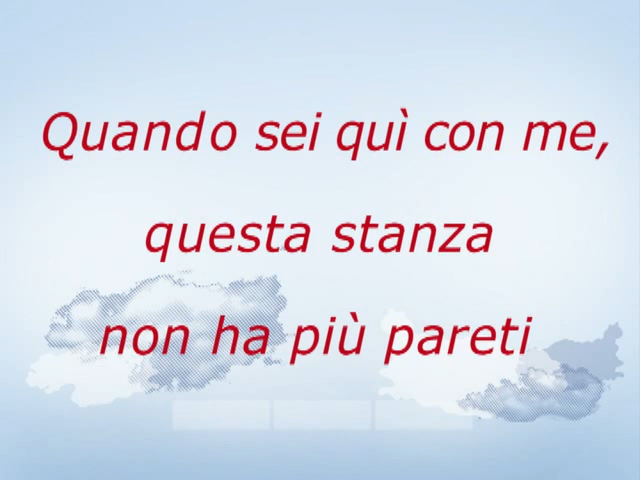 Quando sei quì con me,
questa stanza
non ha più pareti